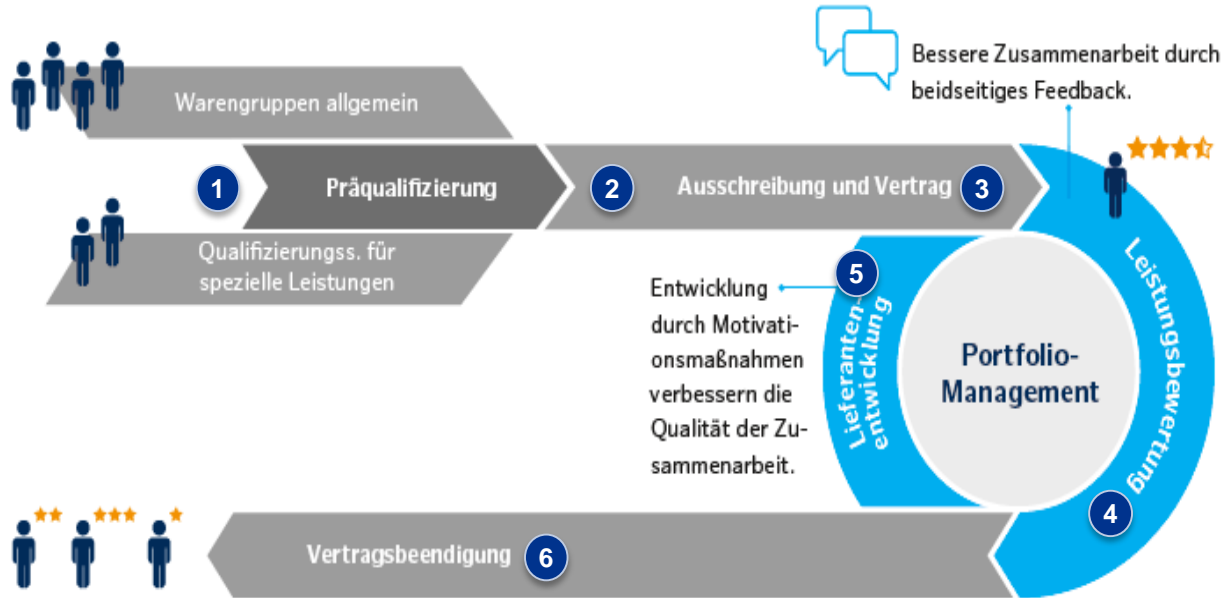 Bessere Zusammenarbeit durch
beidseitiges Feedback.
Warengruppen allgemein
1
Präqualifizierung
2
Ausschreibung und Vertrag
3
Qualifizierungss. für
spezielle Leistungen
Leistungsbewertung
4
5
Lieferanten-
entwicklung
Entwicklung
durch Motivati-
onsmaßnahmen
verbessern die
Qualität der Zu-
sammenarbeit.
Portfolio-
Management
Vertragsbeendigung
6